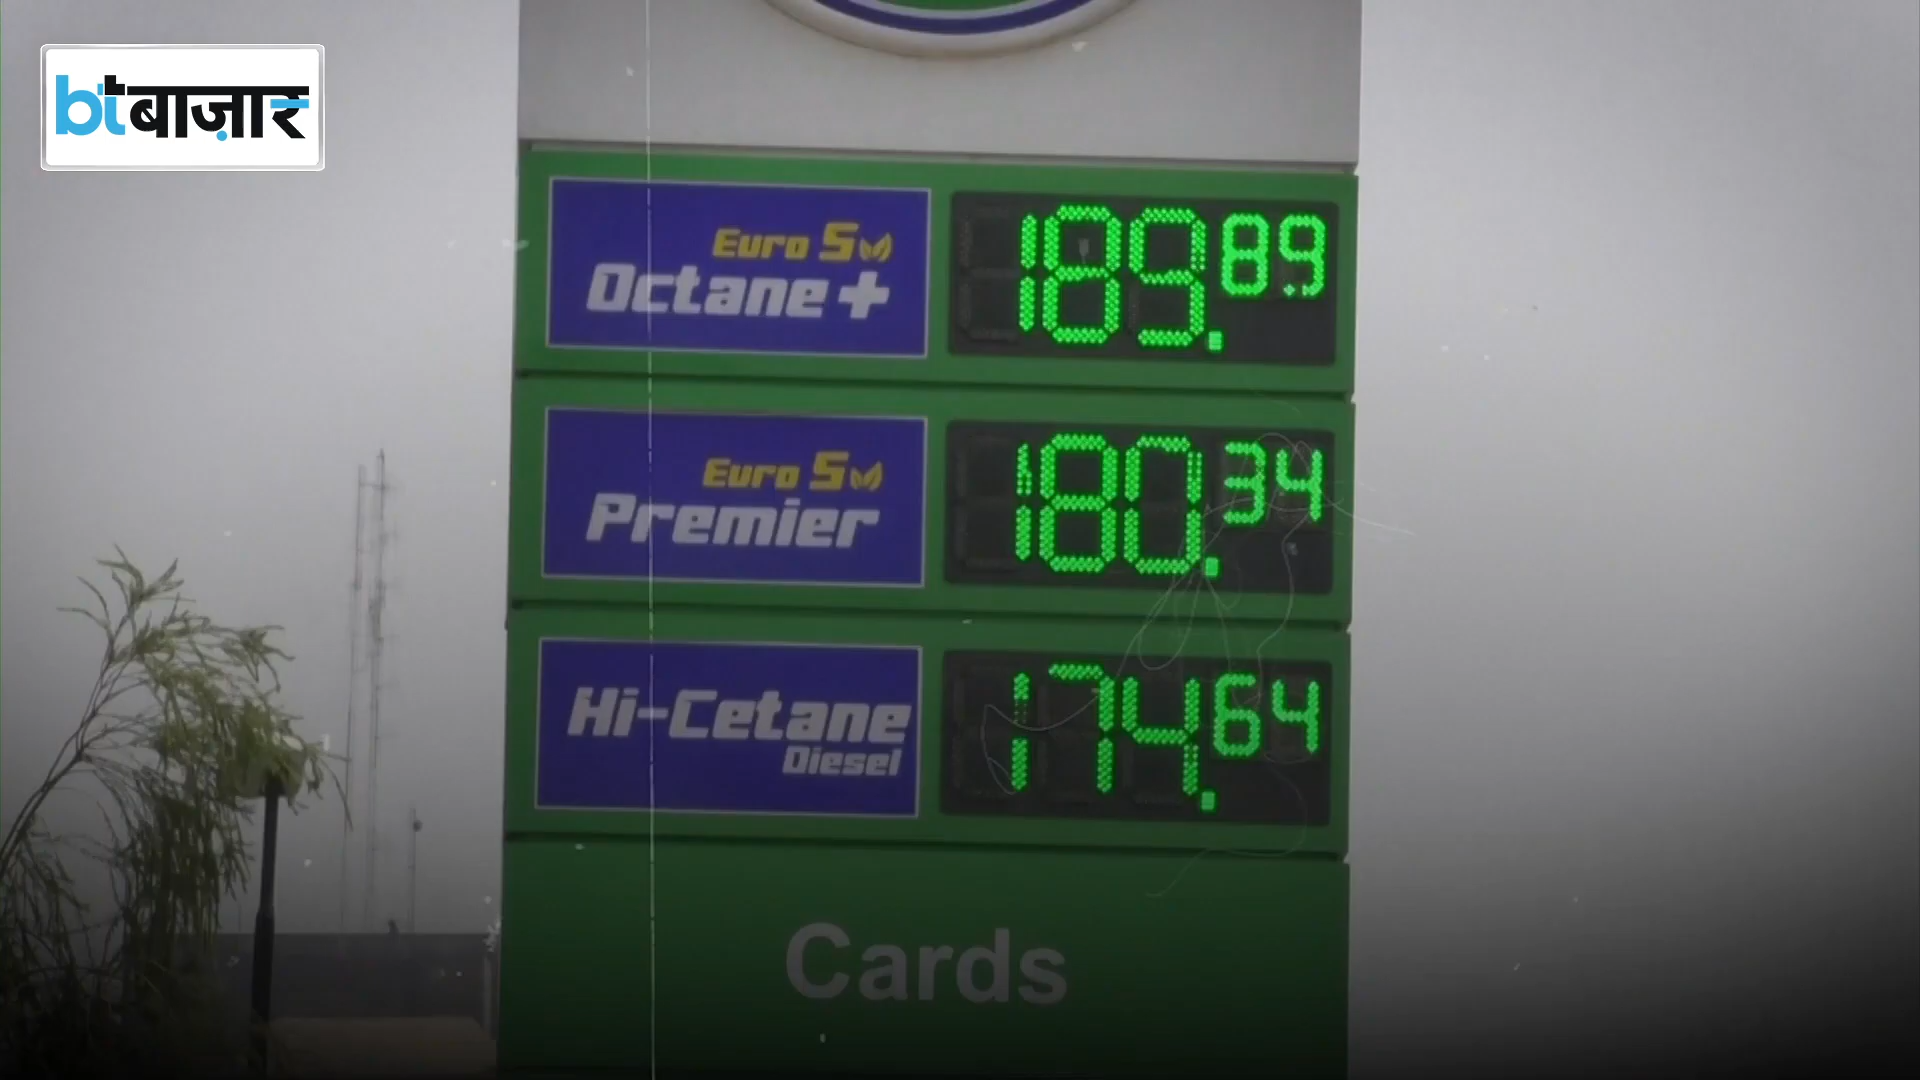 btबाज़ार
Euro 5
Octane +
189.89
Euro 5
Premier
180.34
Hi-Cetane
Diesel
174.64
Cards